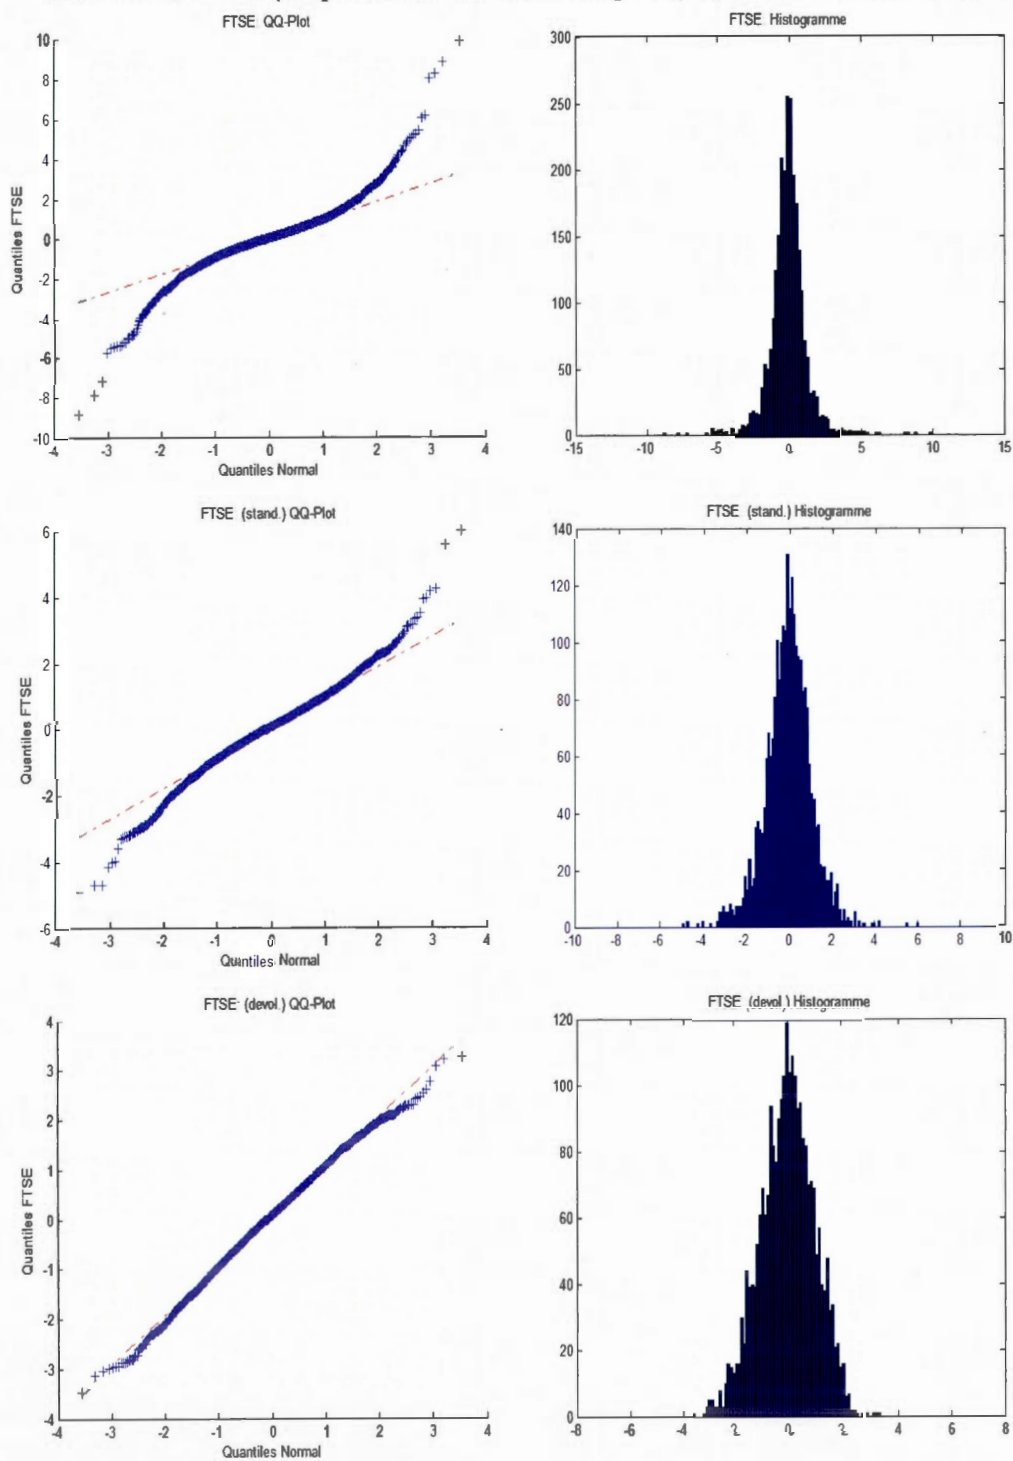 FTSE QQ-Plot
10
8
6
4
2
0
-2
-4
-6
-8
-10
-4 -3 -2 -1 0 1 2 3 4
Quantiles FTSE
Quantiles Normal
FTSE Histogramme
300
250
200
150
100
50
0
-15 -10 -5 0 5 10 15
FTSE (stand.) QQ-Plot
6
4
2
0
-2
-4
-6
-4 -3 -2 -1 0 1 2 3 4
Quantiles FTSE
Quantiles Normal
FTSE (stand.) Histogramme
140
120
100
80
60
40
20
0
-10 -8 -6 -4 -2 0 2 4 6 8 10
FTSE (devol.) QQ-Plot
4
3
2
1
0
-1
-2
-3
-4
-4 -3 -2 -1 0 1 2 3 4
Quantiles FTSE
Quantiles Normal
FTSE (devol.) Histogramme
120
100
80
60
40
20
0
-8 -6 -4 2 0 2 4 6 8